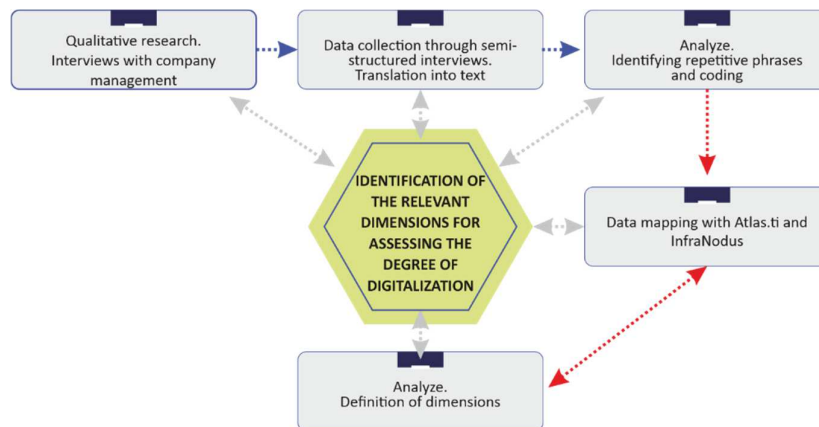 Qualitative research.
Interviews with company
management
Data collection through semi-
structured interviews.
Translation into text
Analyze.
Identifying repetitive phrases
and coding
IDENTIFICATION OF
THE RELEVANT
DIMENSIONS FOR
ASSESSING THE
DEGREE OF
DIGITALIZATION
Data mapping with Atlas.ti and
InfraNodus
Analyze.
Definition of dimensions